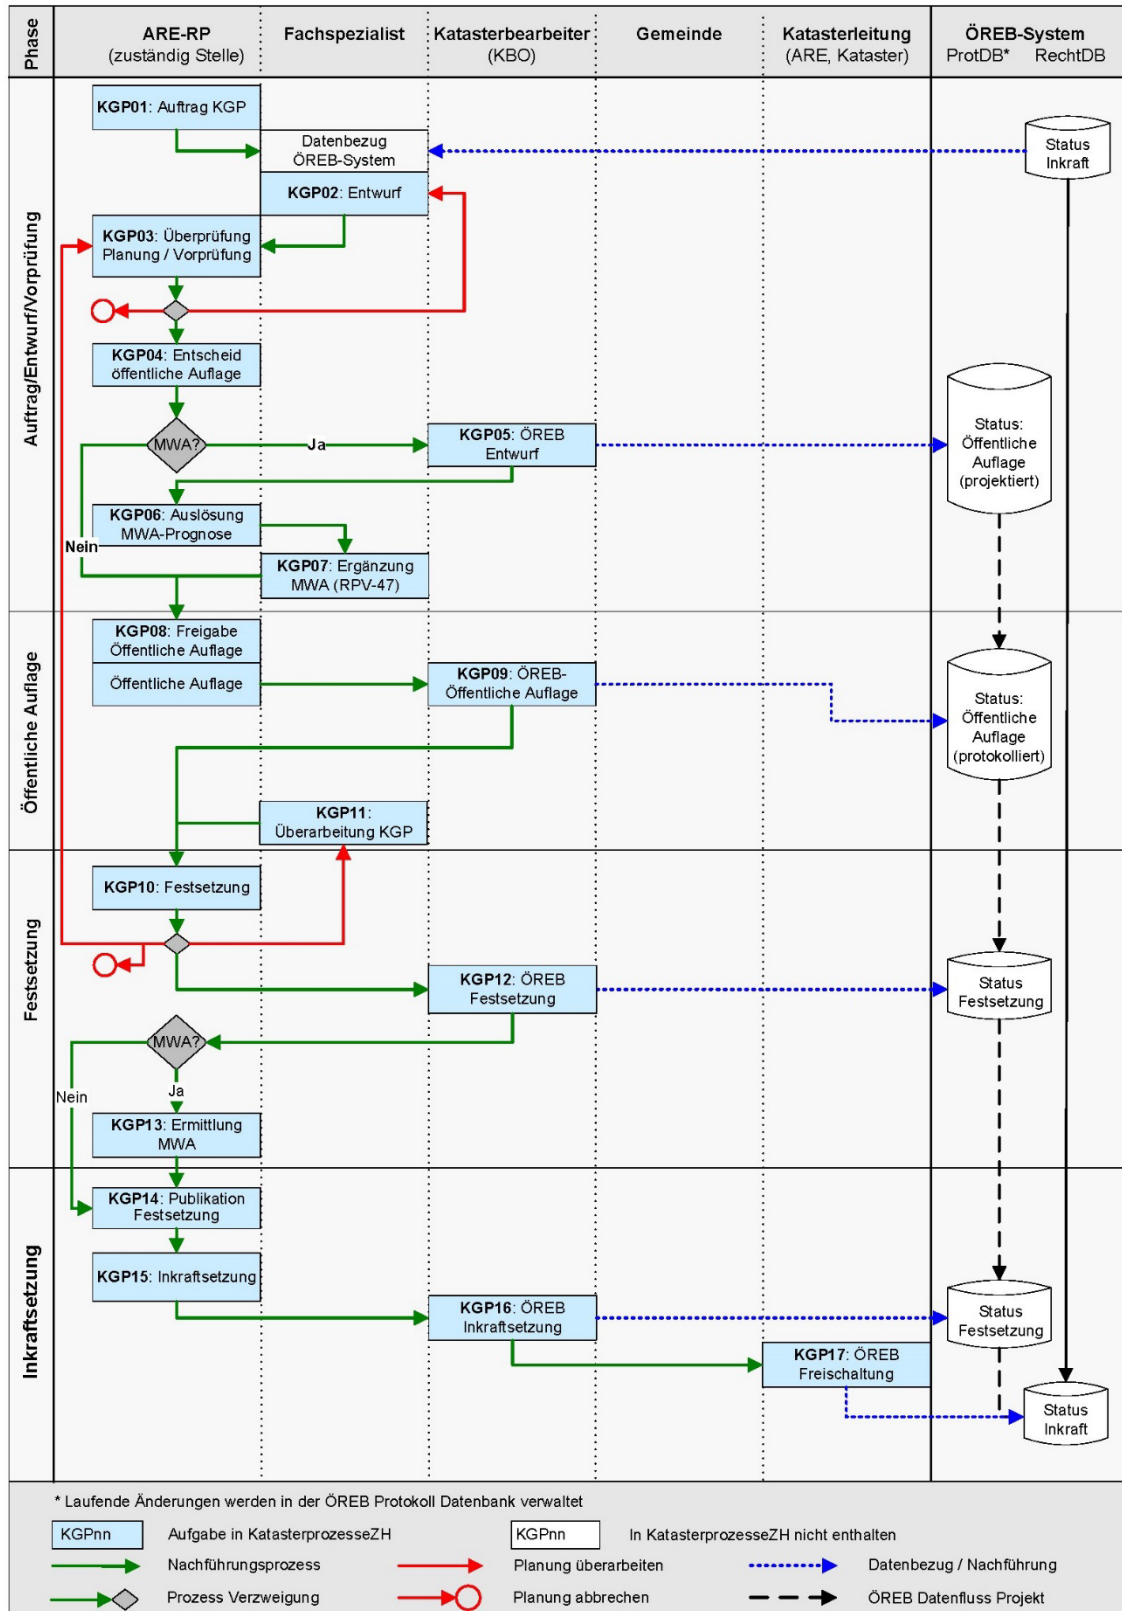 Phase
ARE-RP
(zuständig Stelle)
Fachspezialist
Katasterbearbeiter
(KBO)
Gemeinde
Katasterleitung
(ARE, Kataster)
ÖREB-System
ProtDB* RechtDB
Auftrag/Entwurf/Vorprüfung
KGP01: Auftrag KGP
Datenbezug
ÖREB-System
Status
Inkraft
KGP02: Entwurf
KGP03: Überprüfung
Planung / Vorprüfung
KGP04: Entscheid
öffentliche Auflage
MWA?
Ja
KGP05: ÖREB
Entwurf
Status:
Öffentliche
Auflage
(projektiert)
KGP06: Auslösung
MWA-Prognose
Nein
KGP07: Ergänzung
MWA (RPV-47)
Öffentliche Auflage
KGP08: Freigabe
Öffentliche Auflage
Öffentliche Auflage
KGP09: ÖREB-
Öffentliche Auflage
Status:
Öffentliche
Auflage
(protokolliert)
KGP11:
Überarbeitung KGP
Festsetzung
KGP10: Festsetzung
KGP12: ÖREB
Festsetzung
Status
Festsetzung
MWA?
Nein
Ja
KGP13: Ermittlung
MWA
Inkraftsetzung
KGP14: Publikation
Festsetzung
KGP15: Inkraftsetzung
KGP16: ÖREB
Inkraftsetzung
Status
Festsetzung
KGP17: ÖREB
Freischaltung
Status
Inkraft
* Laufende Änderungen werden in der ÖREB Protokoll Datenbank verwaltet
KGPnn Aufgabe in KatasterprozesseZH KGPnn In KatasterprozesseZH nicht enthalten
Nachführungsprozess Planung überarbeiten Datenbezug / Nachführung
Prozess Verzweigung Planung abbrechen ÖREB Datenfluss Projekt